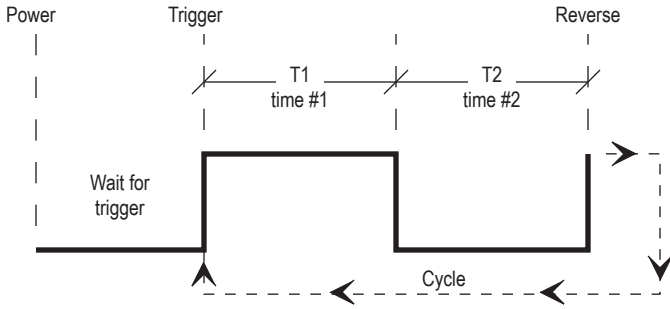 Power
Trigger
Reverse
T1
time #1
T2
time #2
Wait for
trigger
Cycle